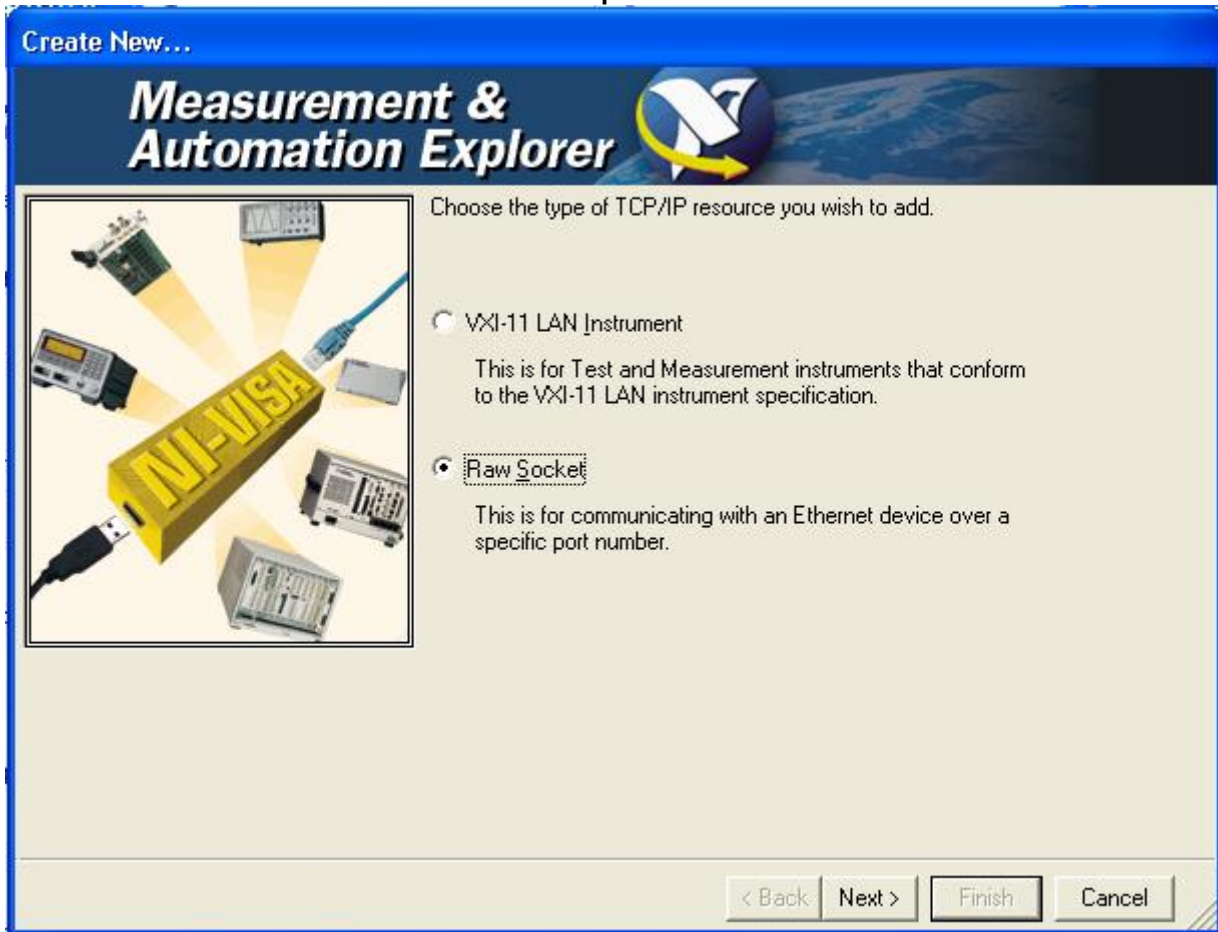 Create New...
Measurement &
Automation Explorer
Choose the type of TCP/IP resource you wish to add.
VXI-11 LAN Instrument
This is for Test and Measurement instruments that conform
to the VXI-11 LAN instrument specification.
NI-VISA
Raw Socket
This is for communicating with an Ethernet device over a
specific port number.
< Back Next > Finish Cancel